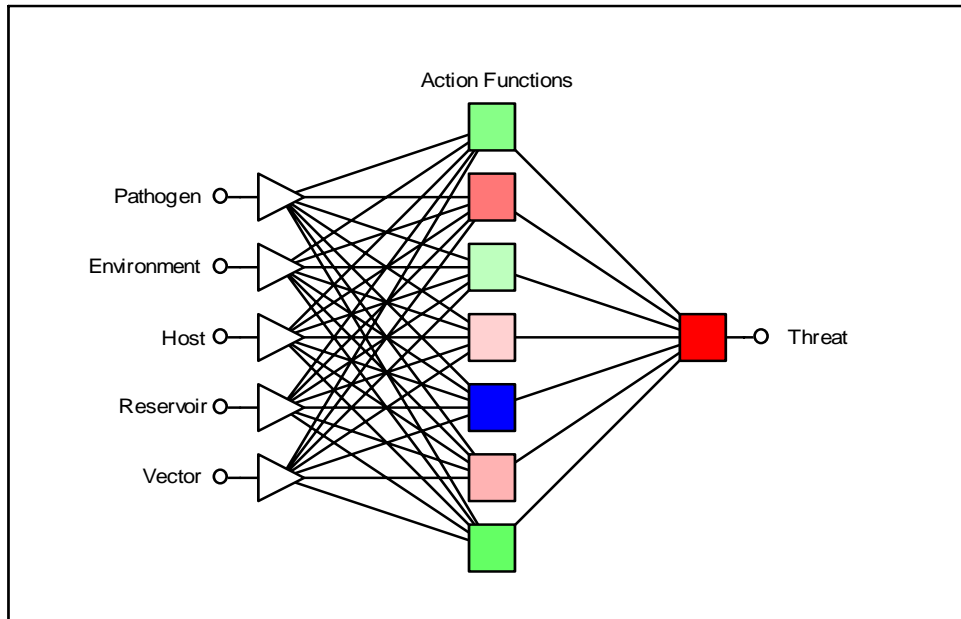 Action Functions
Pathogen
Environment
Host
Threat
Reservoir
Vector